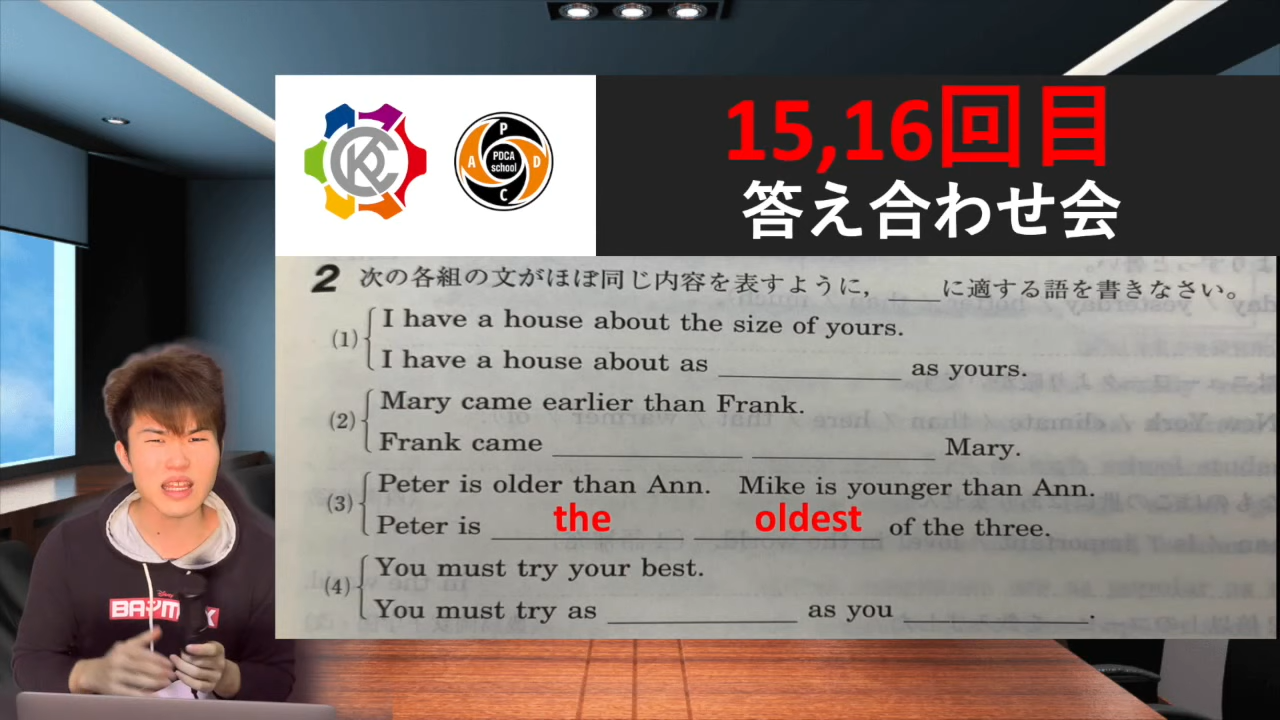 15,16回目
答え合わせ会
K C
P
A PDCA school D
C
2 次の各組の文がほぼ同じ内容を表すように, ____に適する語を書きなさい。
(1) I have a house about the size of yours.
I have a house about as ____ as yours.
(2) Mary came earlier than Frank.
Frank came ____ ____ Mary.
(3) Peter is older than Ann. Mike is younger than Ann.
Peter is the oldest of the three.
(4) You must try your best.
You must try as ____ as you ____.
Disney